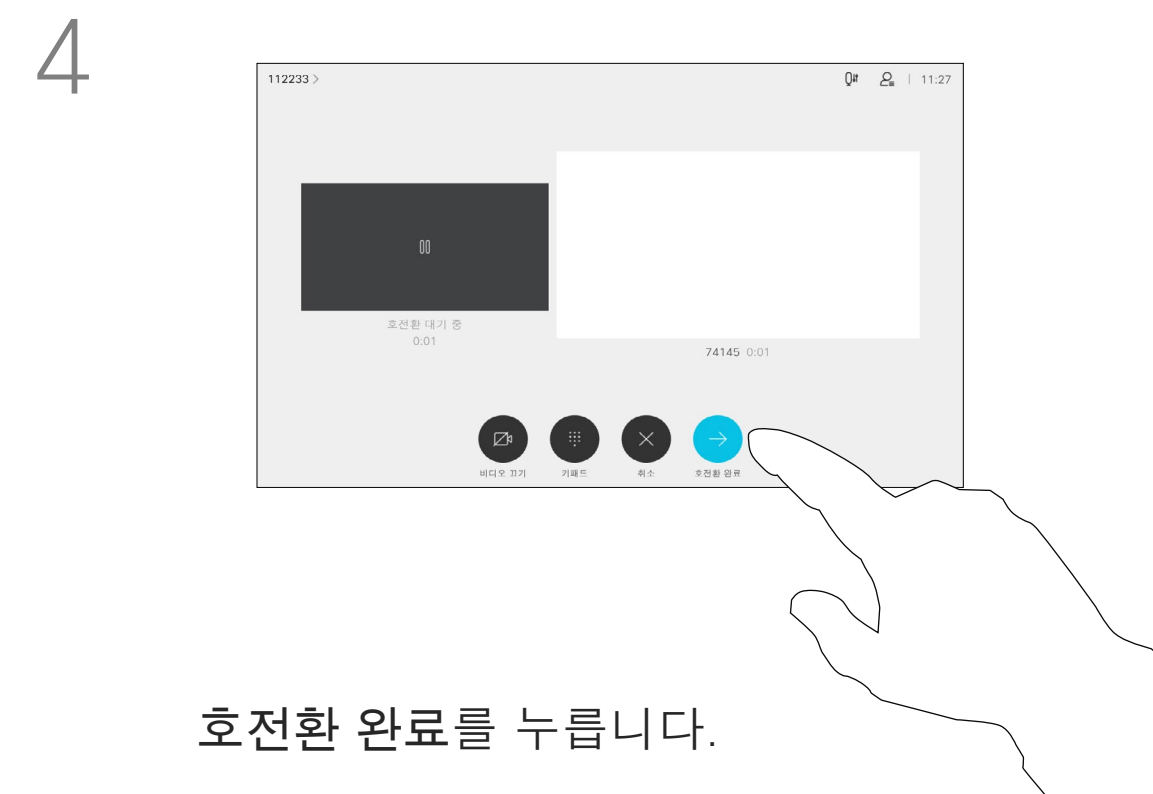 4
112233 >
11:27
호전환 대기 중
0:01
74145 0:01
비디오 끄기
키패드
취소
호전환 완료
호전환 완료를 누릅니다.